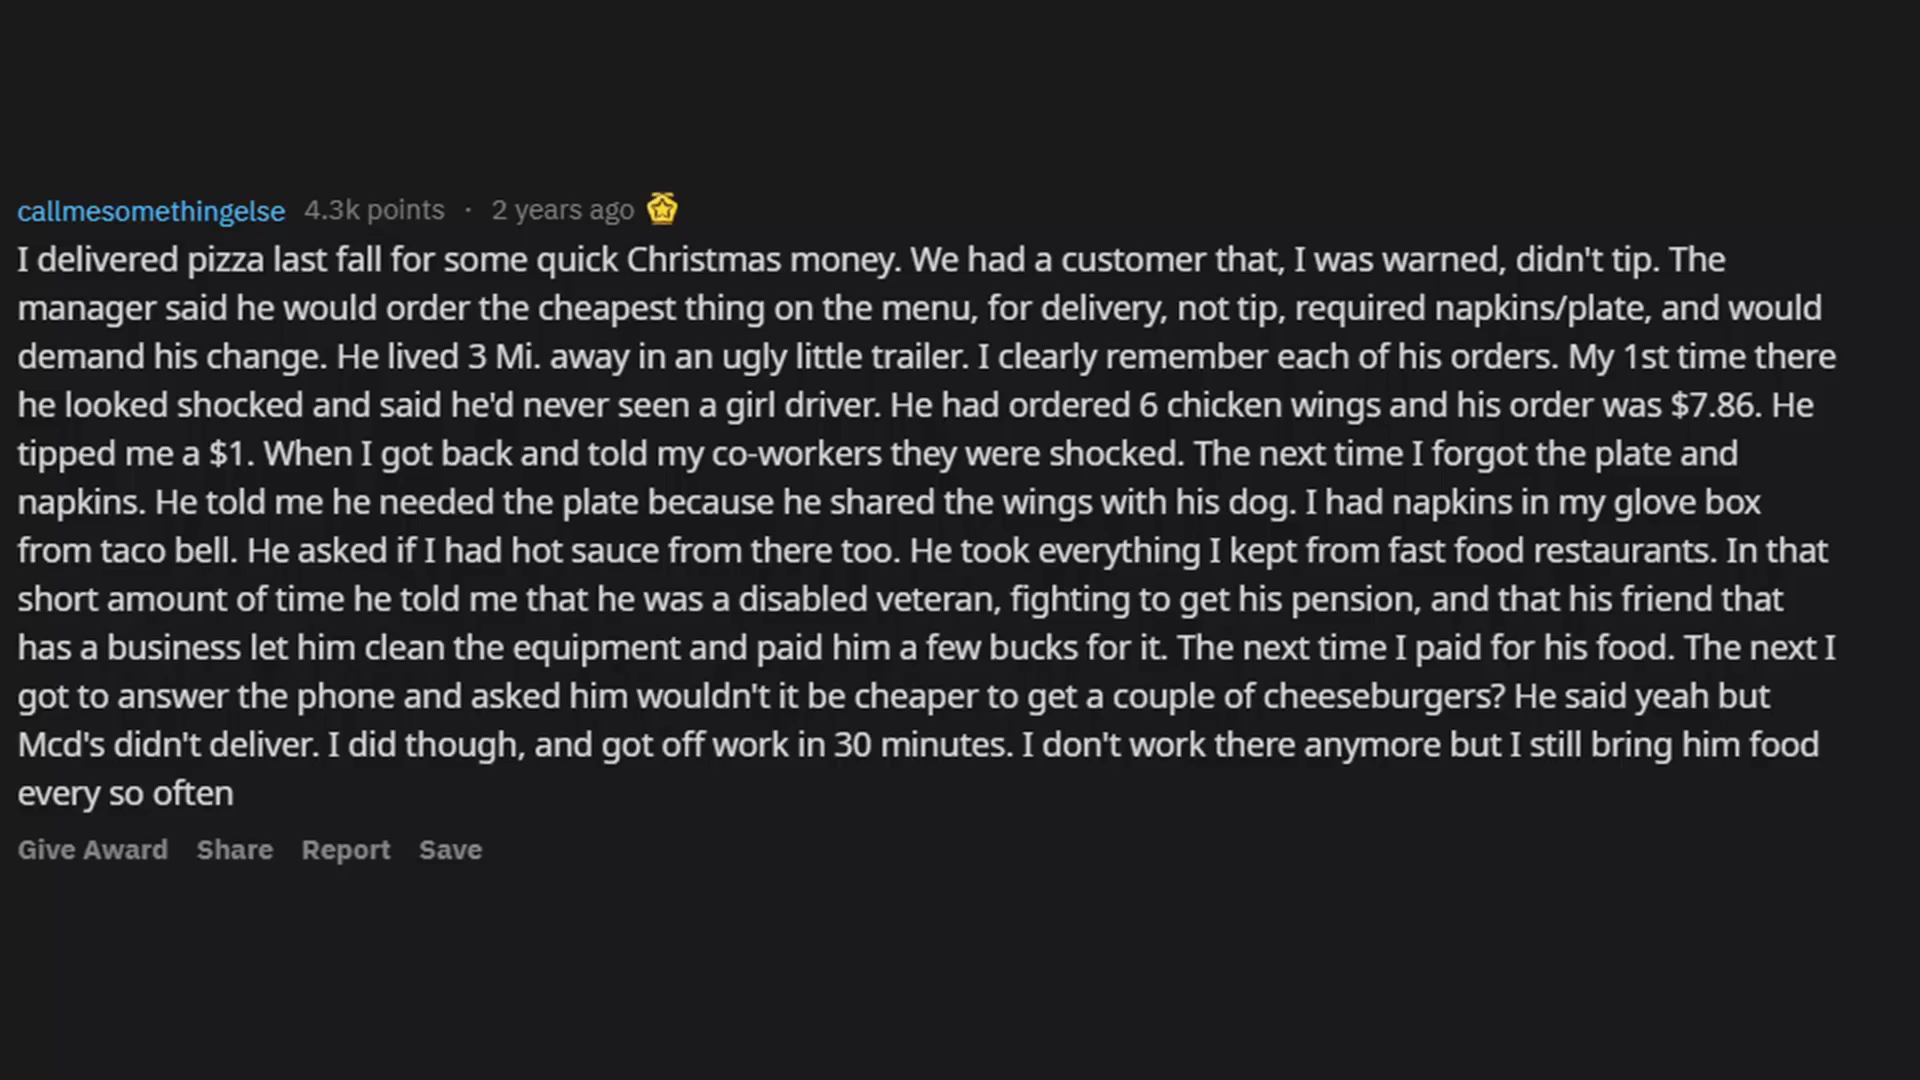 callmesomethingelse 4.3k points · 2 years ago
I delivered pizza last fall for some quick Christmas money. We had a customer that, I was warned, didn't tip. The
manager said he would order the cheapest thing on the menu, for delivery, not tip, required napkins/plate, and would
demand his change. He lived 3 Mi. away in an ugly little trailer. I clearly remember each of his orders. My 1st time there
he looked shocked and said he'd never seen a girl driver. He had ordered 6 chicken wings and his order was $7.86. He
tipped me a $1. When I got back and told my co-workers they were shocked. The next time I forgot the plate and
napkins. He told me he needed the plate because he shared the wings with his dog. I had napkins in my glove box
from taco bell. He asked if I had hot sauce from there too. He took everything I kept from fast food restaurants. In that
short amount of time he told me that he was a disabled veteran, fighting to get his pension, and that his friend that
has a business let him clean the equipment and paid him a few bucks for it. The next time I paid for his food. The next I
got to answer the phone and asked him wouldn't it be cheaper to get a couple of cheeseburgers? He said yeah but
Mcd's didn't deliver. I did though, and got off work in 30 minutes. I don't work there anymore but I still bring him food
every so often
Give Award Share Report Save